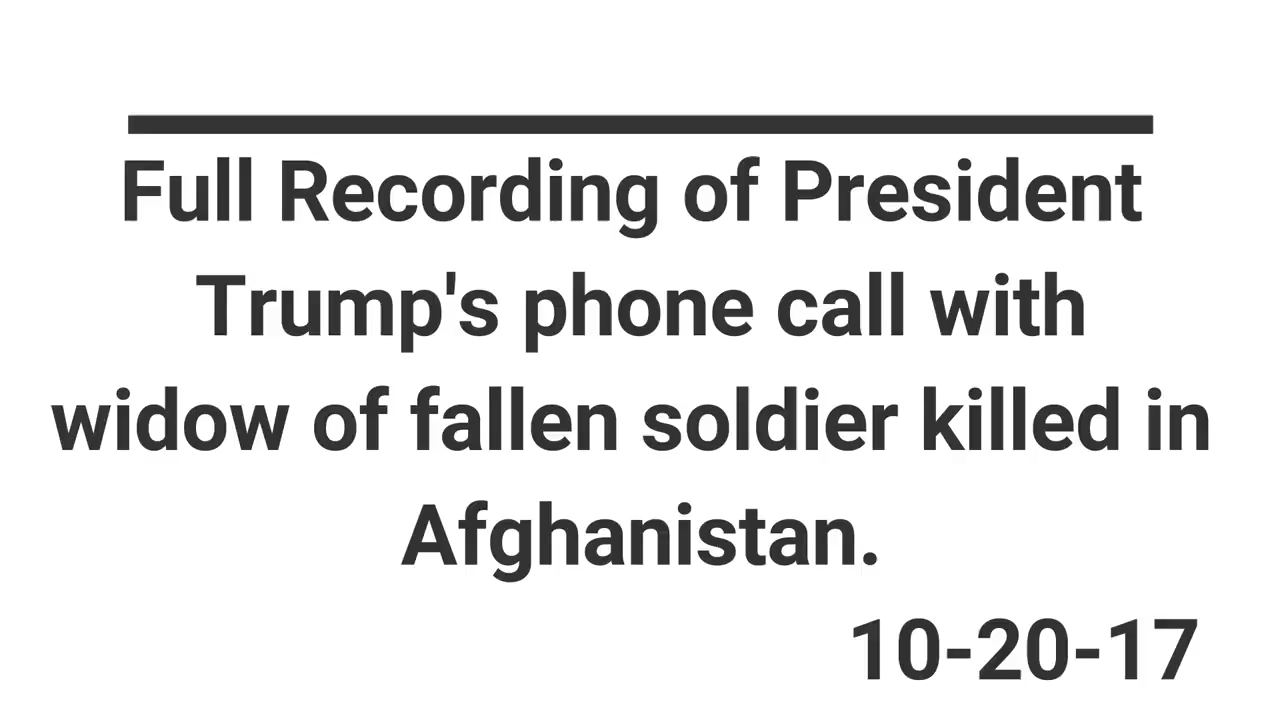 Full Recording of President
Trump's phone call with
widow of fallen soldier killed in
Afghanistan.
10-20-17